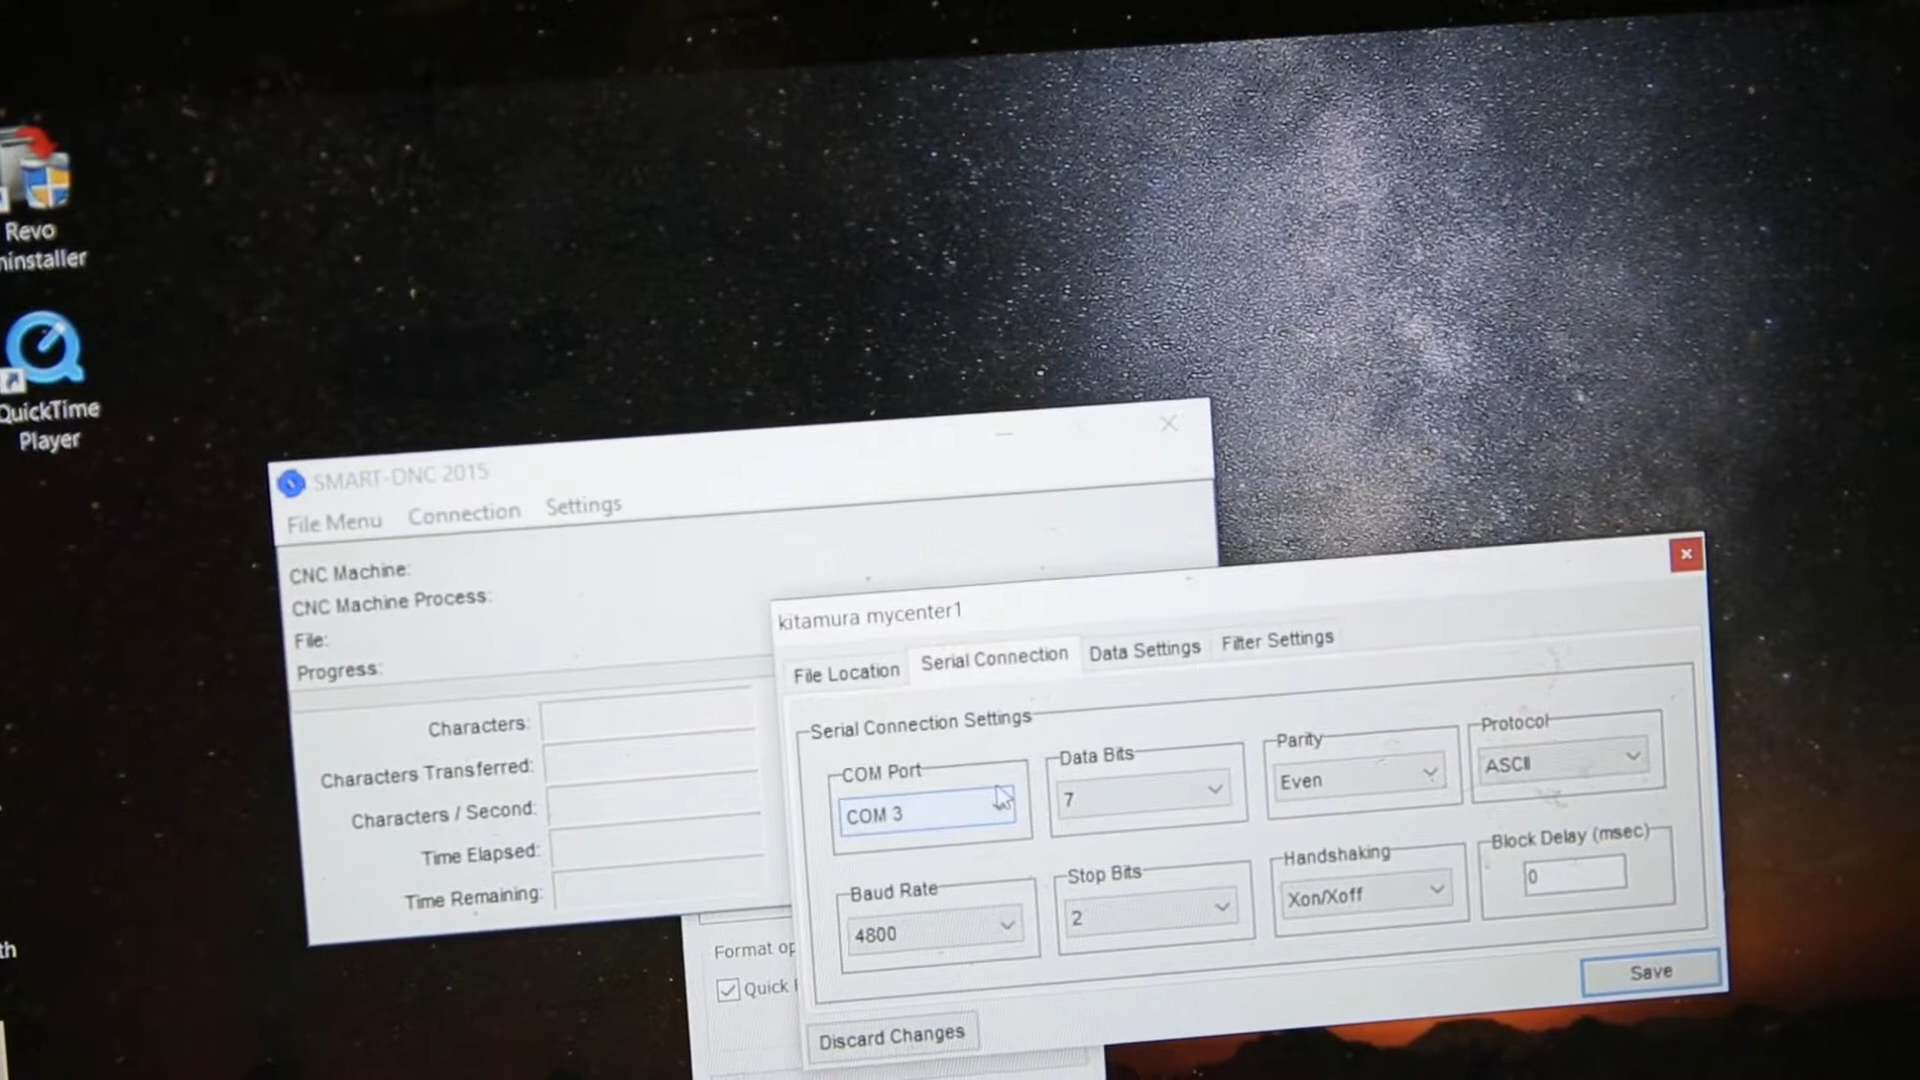 Revo
ninstaller
QuickTime
Player
SMART-DNC 2015
File Menu
Connection
Settings
CNC Machine:
CNC Machine Process:
File:
Progress:
Characters:
Characters Transferred:
Characters / Second:
Time Elapsed:
Time Remaining:
kitamura mycenter1
File Location
Serial Connection
Data Settings
Filter Settings
Serial Connection Settings
COM Port
COM 3
Data Bits
7
Parity
Even
Protocol
ASCII
Baud Rate
4800
Stop Bits
2
Handshaking
Xon/Xoff
Block Delay (msec)
0
Save
Discard Changes
Format op
Quick
th